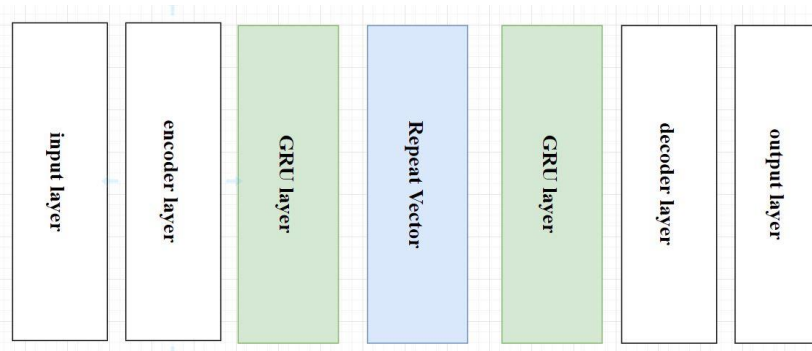 input layer
encoder layer
GRU layer
Repeat Vector
GRU layer
decoder layer
output layer